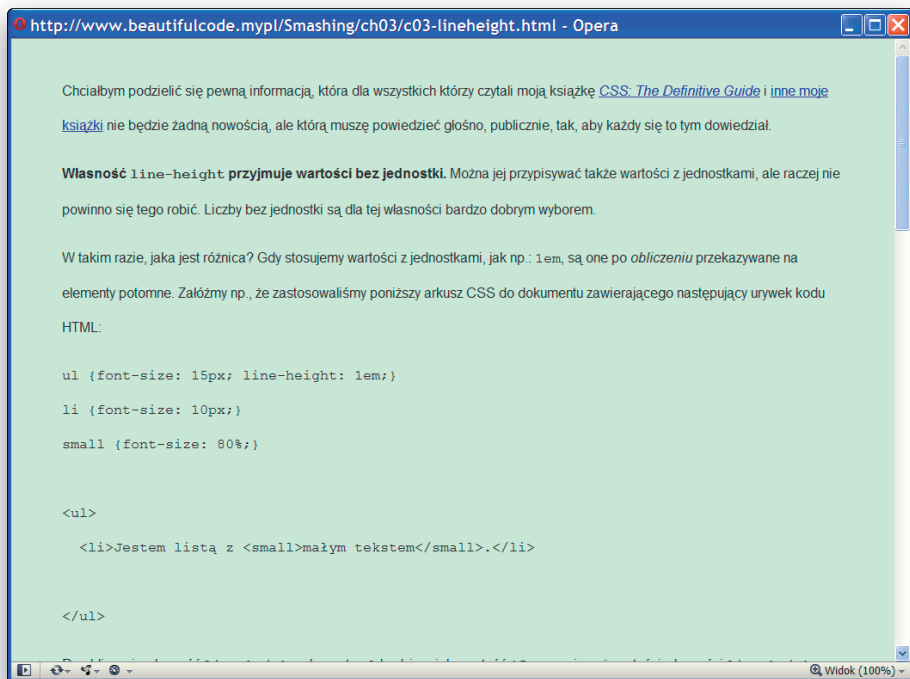 http://www.beautifulcode.mypl/Smashing/ch03/c03-lineheight.html - Opera
Chciałbym podzielić się pewną informacją, która dla wszystkich którzy czytali moją książkę CSS: The Definitive Guide i inne moje
książki nie będzie żadną nowością, ale którą muszę powiedzieć głośno, publicznie, tak, aby każdy się to tym dowiedział.
Własność line-height przyjmuje wartości bez jednostki. Można jej przypisywać także wartości z jednostkami, ale raczej nie
powinno się tego robić. Liczby bez jednostki są dla tej własności bardzo dobrym wyborem.
W takim razie, jaka jest różnica? Gdy stosujemy wartości z jednostkami, jak np.: 1em, są one po obliczeniu przekazywane na
elementy potomne. Załóżmy np., że zastosowaliśmy poniższy arkusz CSS do dokumentu zawierającego następujący urywek kodu
HTML:
ul {font-size: 15px; line-height: 1em;}
li {font-size: 10px;}
small {font-size: 80%;}
<ul>
<li>Jestem listą z <small>małym tekstem</small>.</li>
</ul>
Widok (100%)